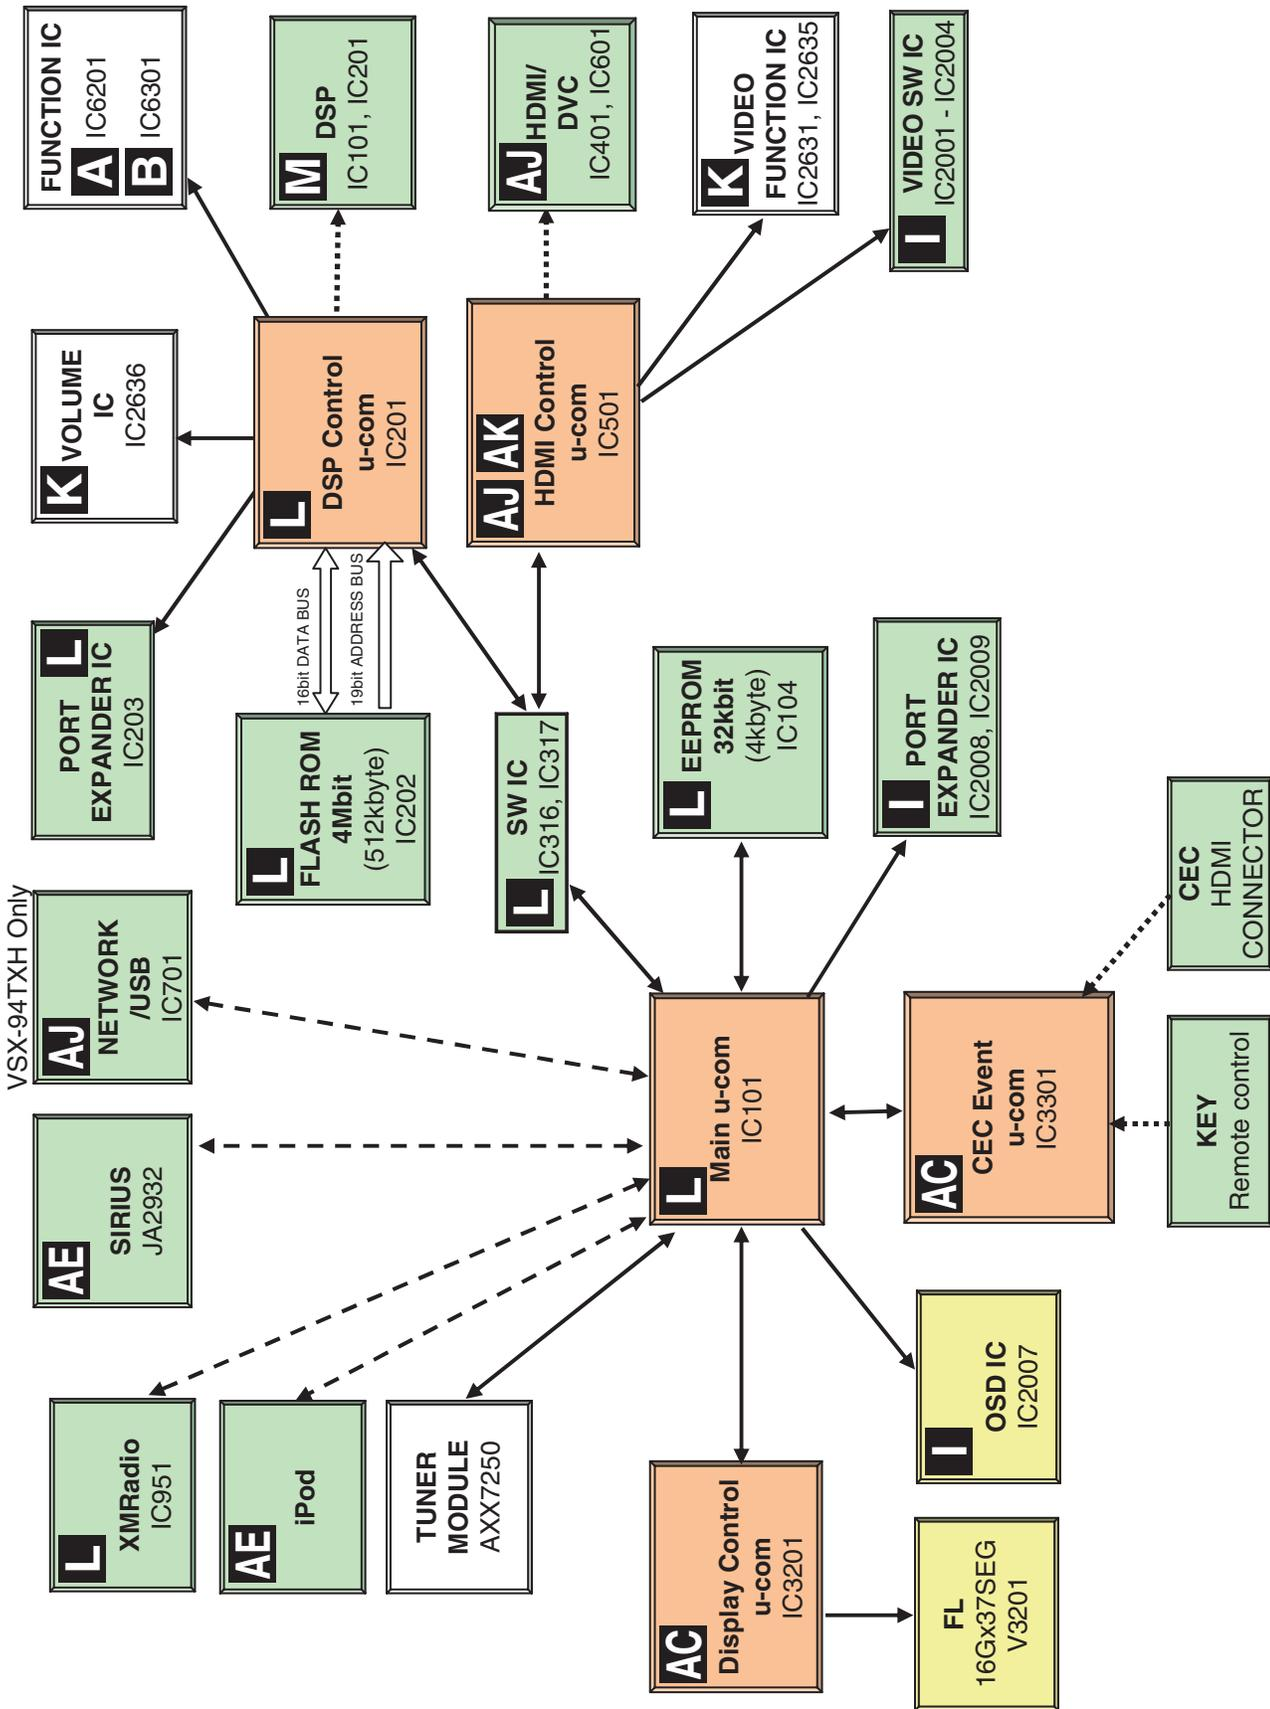 L
XMRadio
IC951
AE
SIRIUS
JA2932
VSX-94TXH Only
AJ
NETWORK
/USB
IC701
PORT
L
EXPANDER IC
IC203
K VOLUME
IC
IC2636
FUNCTION IC
A IC6201
B IC6301
AE
iPod
L
FLASH ROM
4Mbit
(512kbyte)
IC202
16bit DATA BUS
19bit ADDRESS BUS
L
DSP Control
u-com
IC201
M DSP
IC101, IC201
TUNER
MODULE
AXX7250
L
SW IC
IC316, IC317
AJ AK
HDMI Control
u-com
IC501
AJ HDMI/
DVC
IC401, IC601
AC
Display Control
u-com
IC3201
L
Main u-com
IC101
L EEPROM
32kbit
(4kbyte)
IC104
K VIDEO
FUNCTION IC
IC2631, IC2635
FL
16Gx37SEG
V3201
I
OSD IC
IC2007
AC
CEC Event
u-com
IC3301
I PORT
EXPANDER IC
IC2008, IC2009
I
VIDEO SW IC
IC2001 - IC2004
KEY
Remote control
CEC
HDMI
CONNECTOR